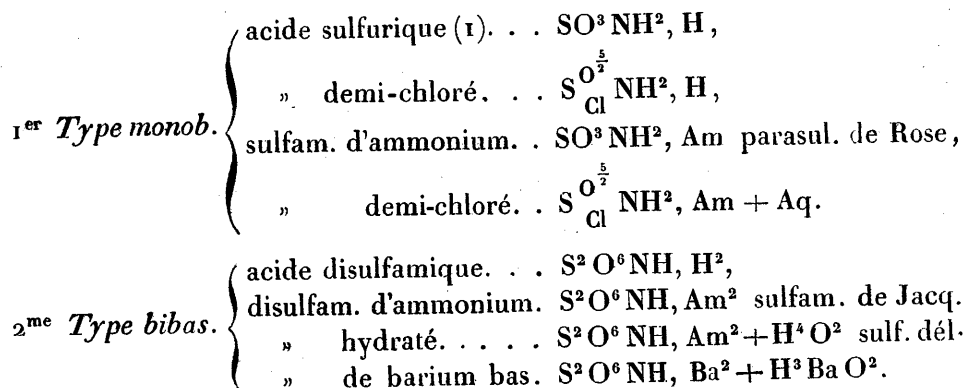 acide sulfurique (1). . . SO³ NH², H,
„ demi-chloré. . . S O^{5/2} Cl NH², H,
1er Type monob. sulfam. d'ammonium. . SO³ NH², Am parasul. de Rose,
„ demi-chloré. . S O^{5/2} Cl NH², Am + Aq.
acide disulfamique. . . S² O⁶ NH, H²,
disulfam. d'ammonium. S² O⁶ NH, Am² sulfam. de Jacq.
2me Type bibas. „ hydraté. . . . . S² O⁶ NH, Am² + H⁴ O² sulf. dél.
„ de barium bas. S² O⁶ NH, Ba² + H³ Ba O².